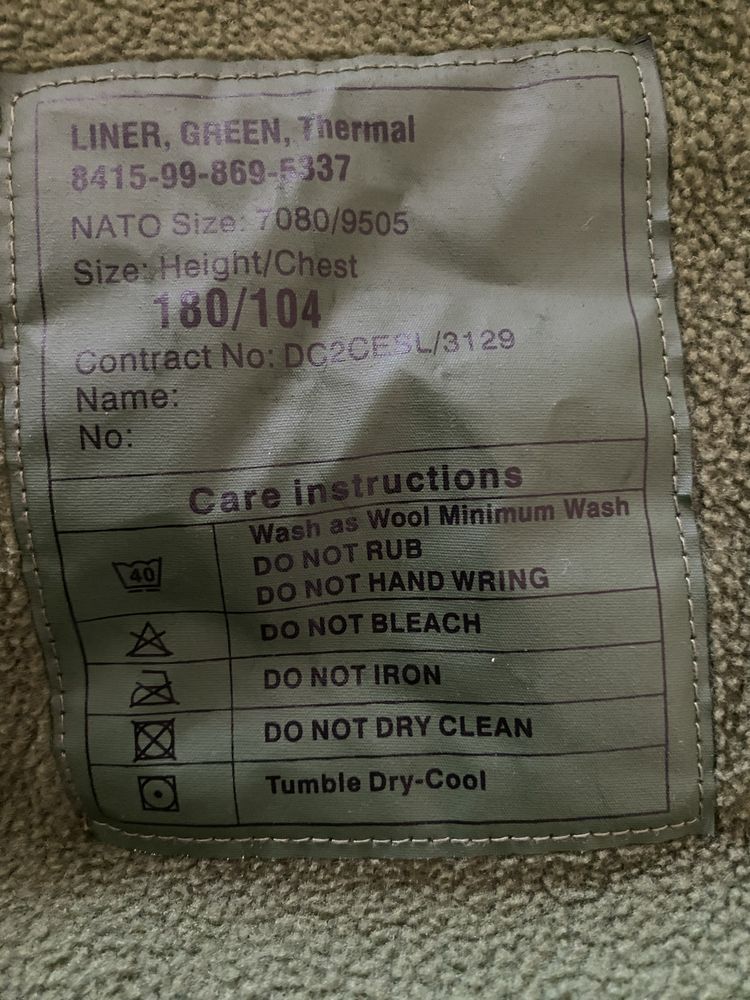 LINER, GREEN, Thermal
8415-99-869-5337
NATO Size: 7080/9505
Size: Height/Chest
180/104
Contract No: DC2CESL/3129
Name:
No:
Care instructions
Wash as Wool Minimum Wash
40
DO NOT RUB
DO NOT HAND WRING
DO NOT BLEACH
DO NOT IRON
DO NOT DRY CLEAN
Tumble Dry-Cool